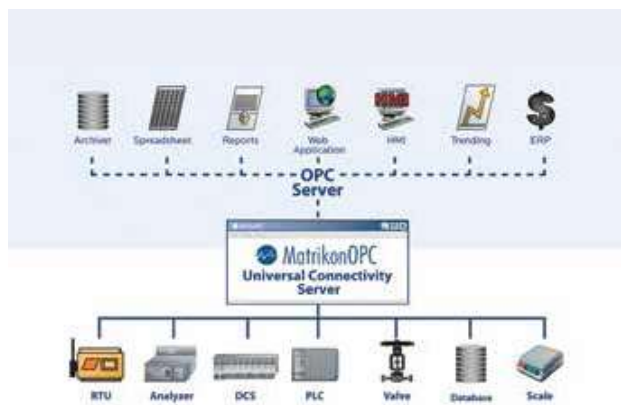 Archiver Spreadsheet Reports Web Application HMI Trending ERP
OPC
Server
MatrikonOPC
Universal Connectivity
Server
RTU Analyzer DCS PLC Valve Database Scale